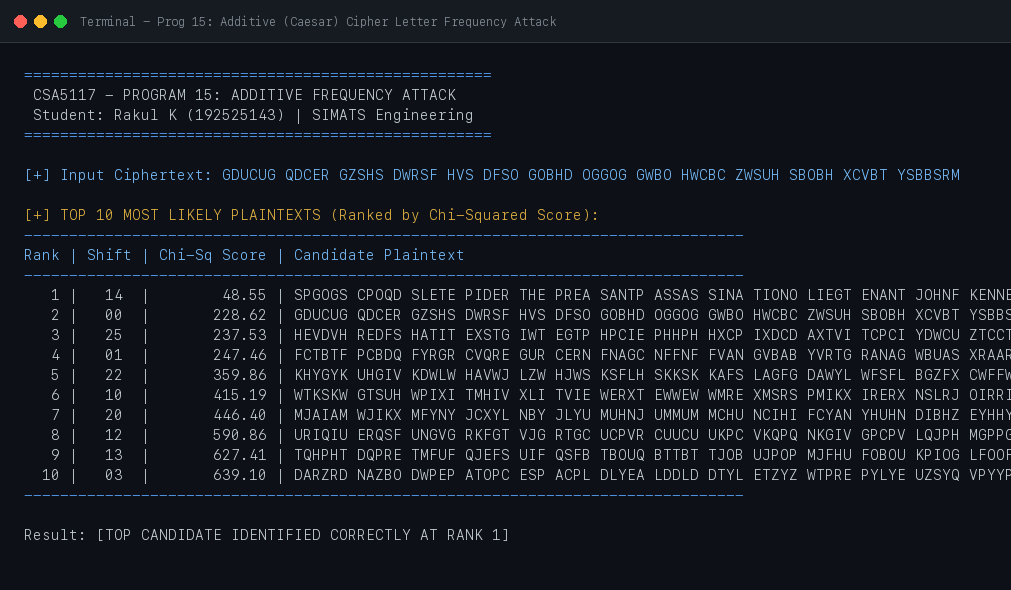 Terminal — Prog 15: Additive (Caesar) Cipher Letter Frequency Attack
====================================================
CSA5117 — PROGRAM 15: ADDITIVE FREQUENCY ATTACK
Student: Rakul K (192525143) | SIMATS Engineering
====================================================
[+] Input Ciphertext: GDUCUG QDCER GZSHS DWRSF HVS DFSO GOBHD OGGOG GWBO HWCBC ZWSUH SBOBH XCVBT YSBBSRM
[+] TOP 10 MOST LIKELY PLAINTEXTS (Ranked by Chi-Squared Score):
--------------------------------------------------------------------------------
Rank | Shift | Chi-Sq Score | Candidate Plaintext
--------------------------------------------------------------------------------
1 | 14 | 48.55 | SPGOGS CPOQD SLETE PIDER THE PREA SANTP ASSAS SINA TIONO LIEGT ENANT JOHNF KENNE
2 | 00 | 228.62 | GDUCUG QDCER GZSHS DWRSF HVS DFSO GOBHD OGGOG GWBO HWCBC ZWSUH SBOBH XCVBT YSBBS
3 | 25 | 237.53 | HEVDVH REDFS HATIT EXSTG IWT EGTP HPCIE PHHPH HXCP IXDCD AXTVI TCPCI YDWCU ZTCCT
4 | 01 | 247.46 | FCTBTF PCBDQ FYRGR CVQRE GUR CERN FNAGC NFFNF FVAN GVBAB YVRTG RANAG WBUAS XRAAR
5 | 22 | 359.86 | KHYGYK UHGIV KDWLW HAVWJ LZW HJWS KSFLH SKKSK KAFS LAGFG DAWYL WFSFL BGZFX CWFFW
6 | 10 | 415.19 | WTKSKW GTSUH WPIXI TMHIV XLI TVIE WERXT EWWEW WMRE XMSRS PMIKX IRERX NSLRJ OIRRI
7 | 20 | 446.40 | MJAIAM WJIKX MFYNY JCXYL NBY JLYU MUHNJ UMMUM MCHU NCIHI FCYAN YHUHN DIBHZ EYHHY
8 | 12 | 590.86 | URIQIU ERQSF UNGVG RKFGT VJG RTGC UCPVR CUUCU UKPC VKQPQ NKGIV GPCPV LQJPH MGPPG
9 | 13 | 627.41 | TQHPHT DQPRE TMFUF QJEFS UIF QSFB TBOUQ BTTBT TJOB UJPOP MJFHU FOBOU KPIOG LFOOF
10 | 03 | 639.10 | DARZRD NAZBO DWPEP ATOPC ESP ACPL DLYEA LDDLD DTYL ETZYZ WTPRE PYLYE UZSYQ VPYYP
--------------------------------------------------------------------------------
Result: [TOP CANDIDATE IDENTIFIED CORRECTLY AT RANK 1]